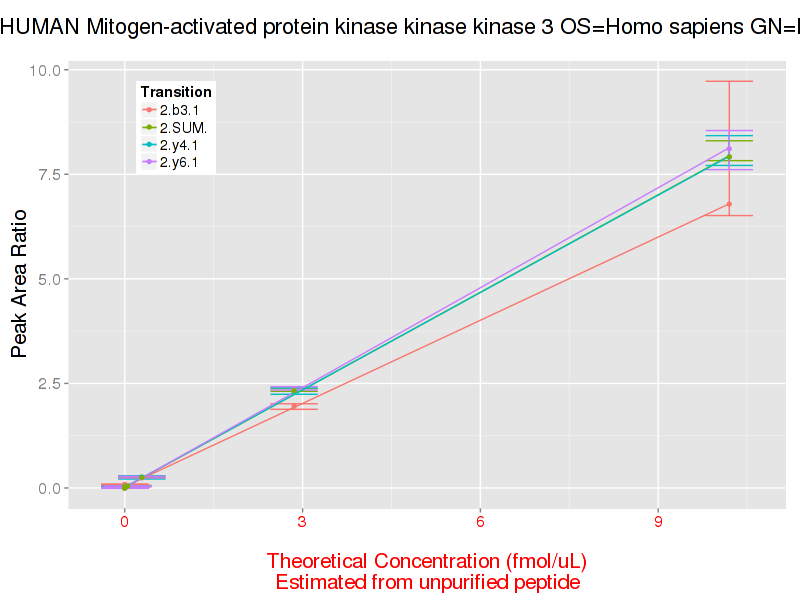 HUMAN Mitogen-activated protein kinase kinase kinase 3 OS=Homo sapiens GN=
10.0
7.5
5.0
2.5
0.0
Peak Area Ratio
Transition
2.b3.1
2.SUM.
2.y4.1
2.y6.1
0
3
6
9
Theoretical Concentration (fmol/uL)
Estimated from unpurified peptide